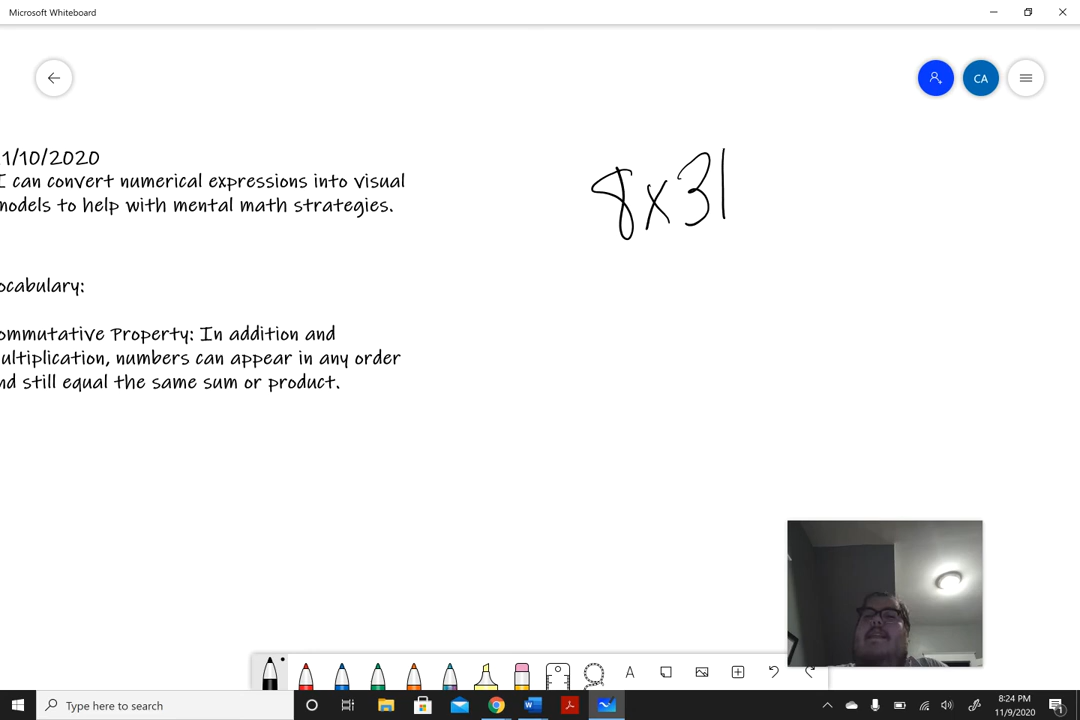 Microsoft Whiteboard
CA
1/10/2020
I can convert numerical expressions into visual
models to help with mental math strategies.
8x31
ocabulary:
ommutative Property: In addition and
ultiplication, numbers can appear in any order
nd still equal the same sum or product.
A
Type here to search
8:24 PM
11/9/2020